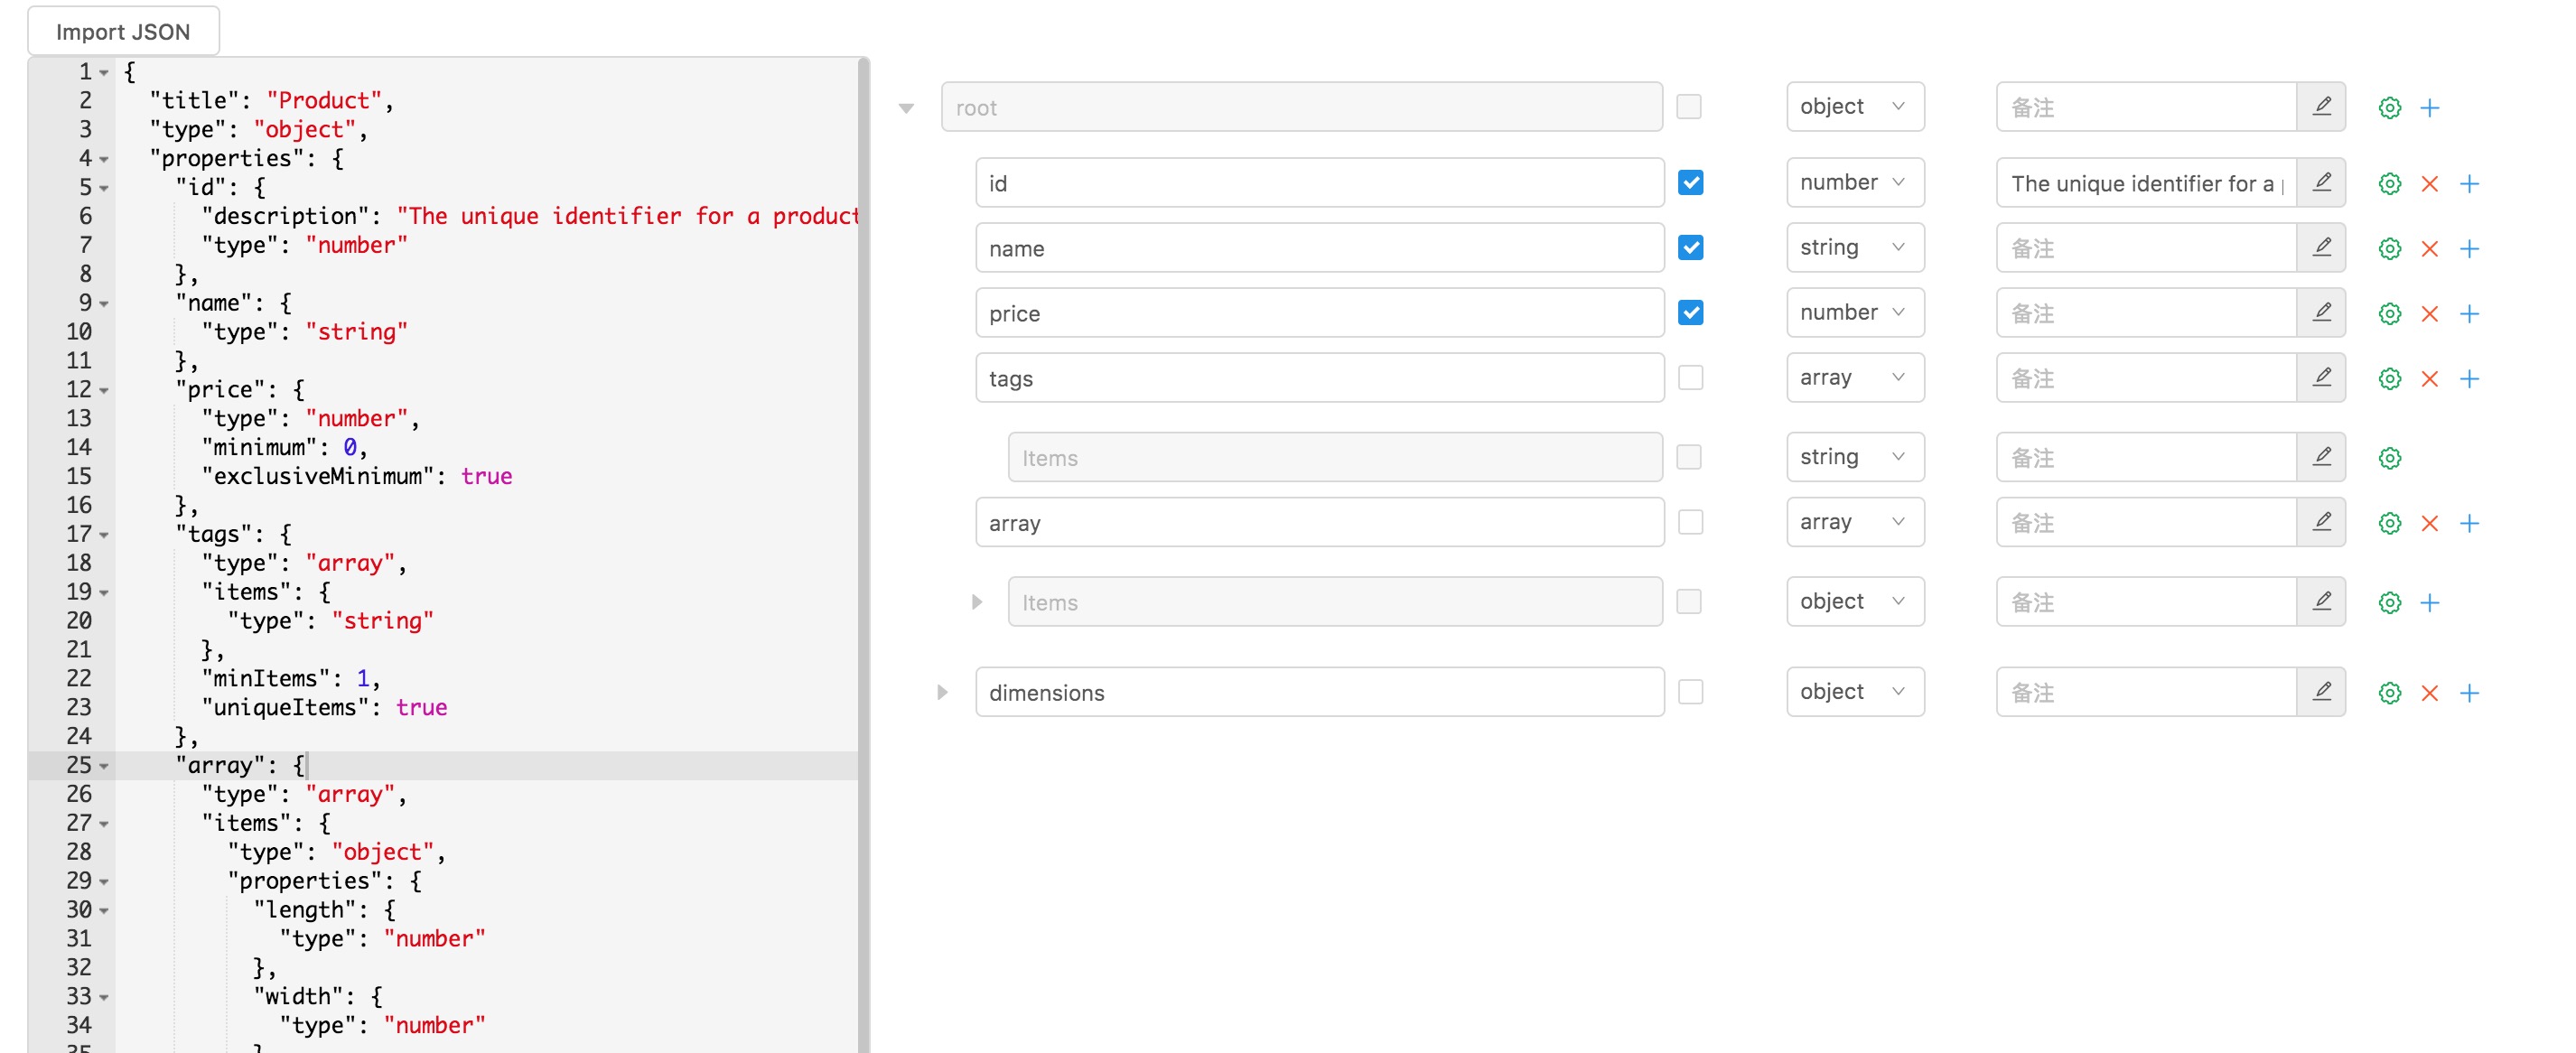 Import JSON
1 {
2 "title": "Product",
3 "type": "object",
4 "properties": {
5 "id": {
6 "description": "The unique identifier for a product
7 "type": "number"
8 },
9 "name": {
10 "type": "string"
11 },
12 "price": {
13 "type": "number",
14 "minimum": 0,
15 "exclusiveMinimum": true
16 },
17 "tags": {
18 "type": "array",
19 "items": {
20 "type": "string"
21 },
22 "minItems": 1,
23 "uniqueItems": true
24 },
25 "array": {
26 "type": "array",
27 "items": {
28 "type": "object",
29 "properties": {
30 "length": {
31 "type": "number"
32 },
33 "width": {
34 "type": "number"
35 }
root object 备注
id number The unique identifier for a
name string 备注
price number 备注
tags array 备注
Items string 备注
array array 备注
Items object 备注
dimensions object 备注